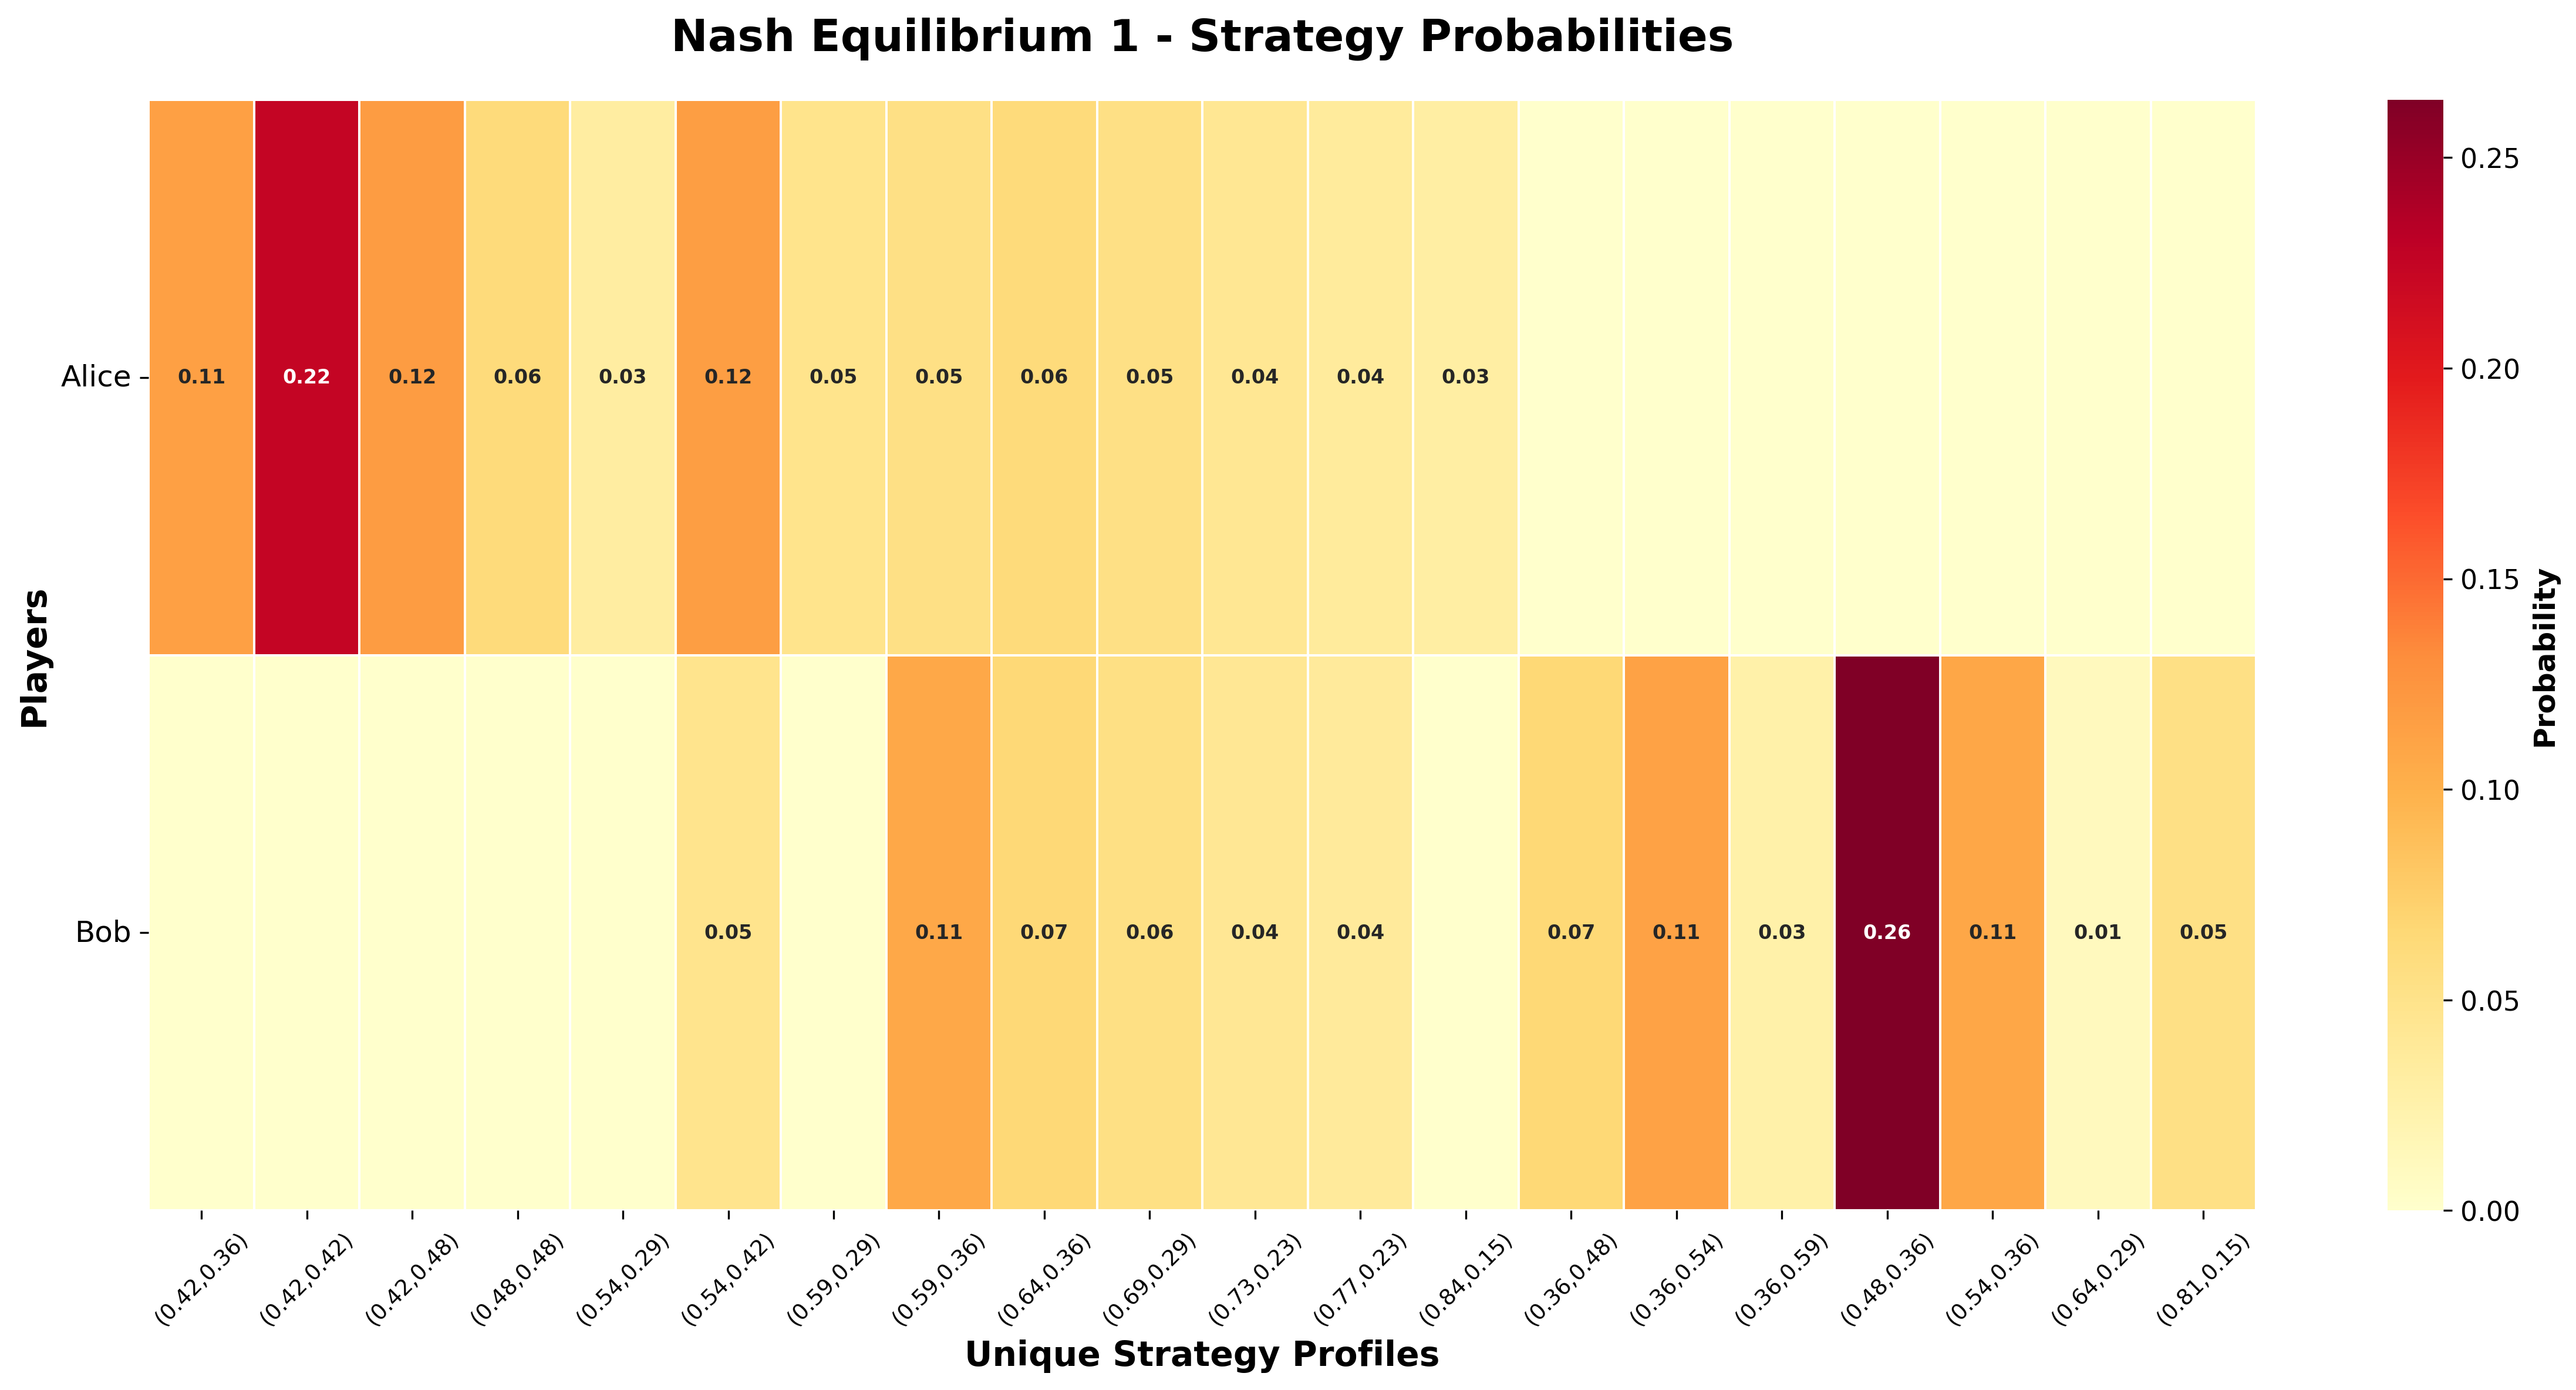 Nash Equilibrium 1 - Strategy Probabilities
Players
Alice
0.11 0.22 0.12 0.06 0.03 0.12 0.05 0.05 0.06 0.05 0.04 0.04 0.03
Bob
0.05 0.11 0.07 0.06 0.04 0.04 0.07 0.11 0.03 0.26 0.11 0.01 0.05
(0.42,0.36) (0.42,0.42) (0.42,0.48) (0.48,0.48) (0.54,0.29) (0.54,0.42) (0.59,0.29) (0.59,0.36) (0.64,0.36) (0.69,0.29) (0.73,0.23) (0.77,0.23) (0.84,0.15) (0.36,0.48) (0.36,0.54) (0.36,0.59) (0.48,0.36) (0.54,0.36) (0.64,0.29) (0.81,0.15)
Unique Strategy Profiles
0.25
0.20
0.15
0.10
0.05
0.00
Probability